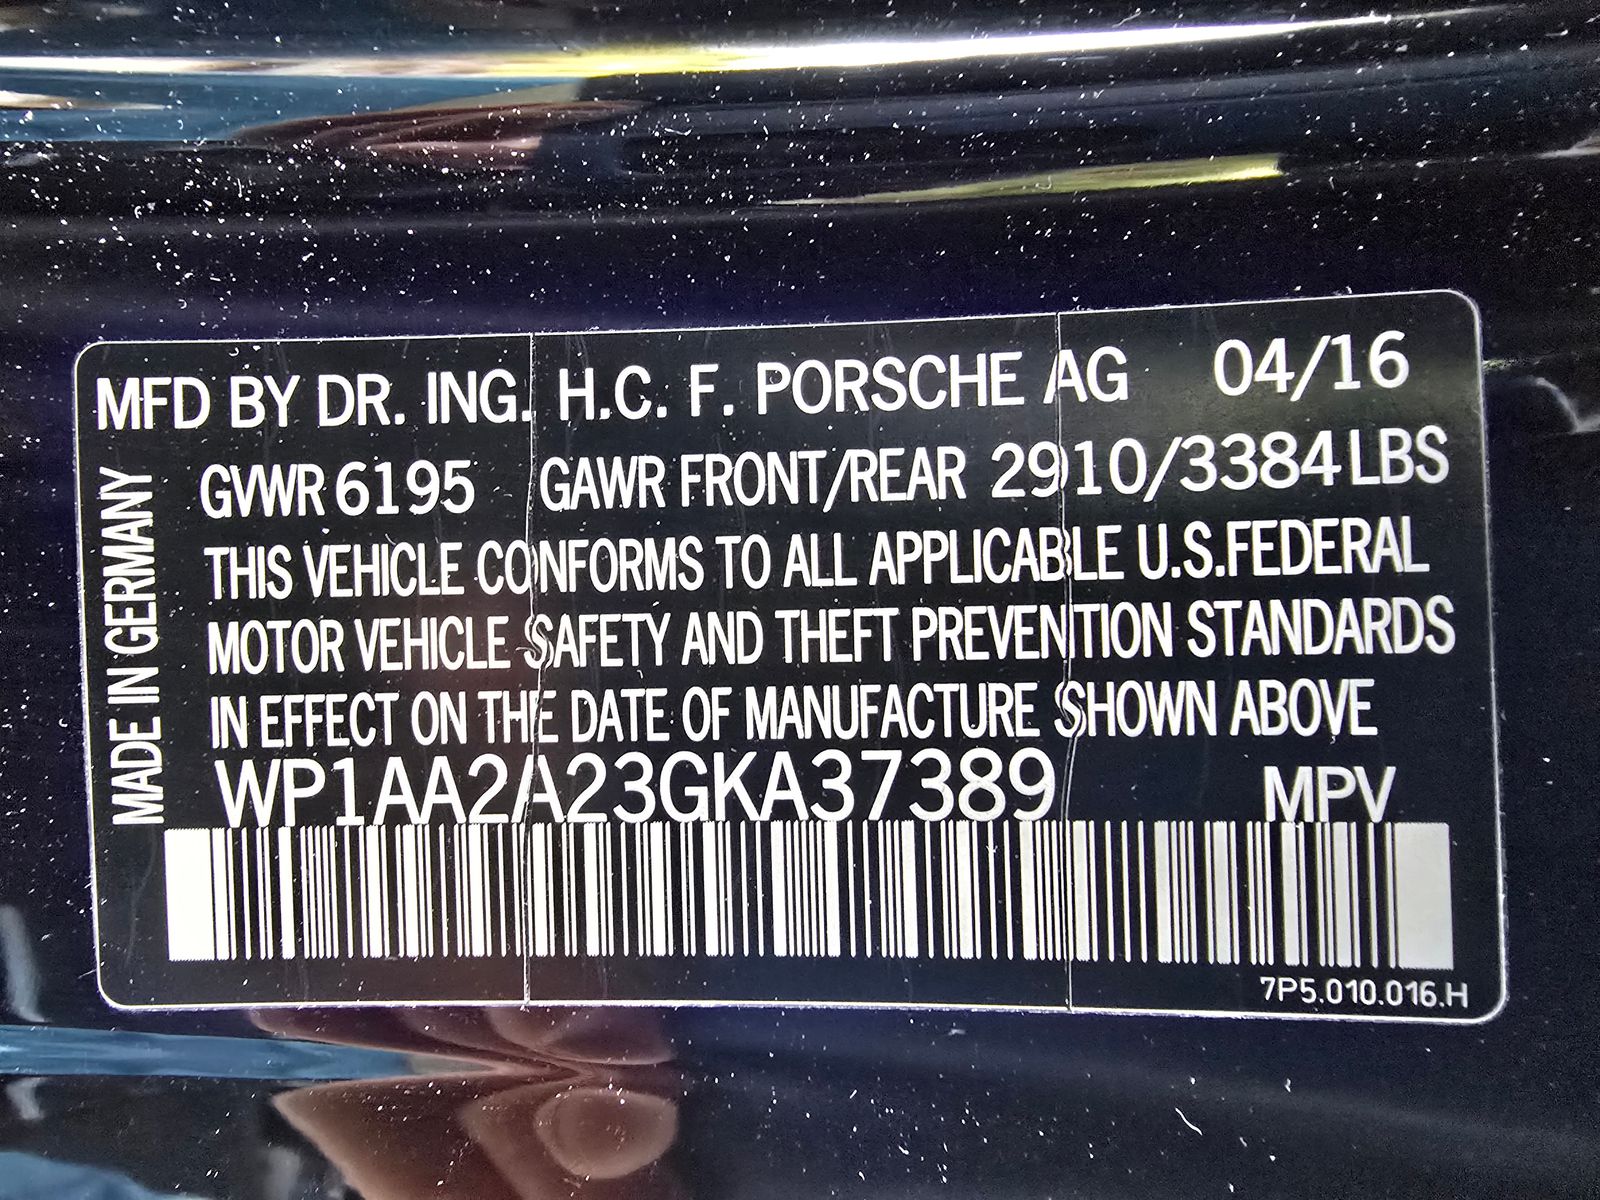 MFD BY DR. ING. H.C. F. PORSCHE AG 04/16
GVWR 6195 GAWR FRONT/REAR 2910/3384 LBS
THIS VEHICLE CONFORMS TO ALL APPLICABLE U.S.FEDERAL
MOTOR VEHICLE SAFETY AND THEFT PREVENTION STANDARDS
IN EFFECT ON THE DATE OF MANUFACTURE SHOWN ABOVE
WP1AA2A23GKA37389 MPV
MADE IN GERMANY
7P5.010.016.H